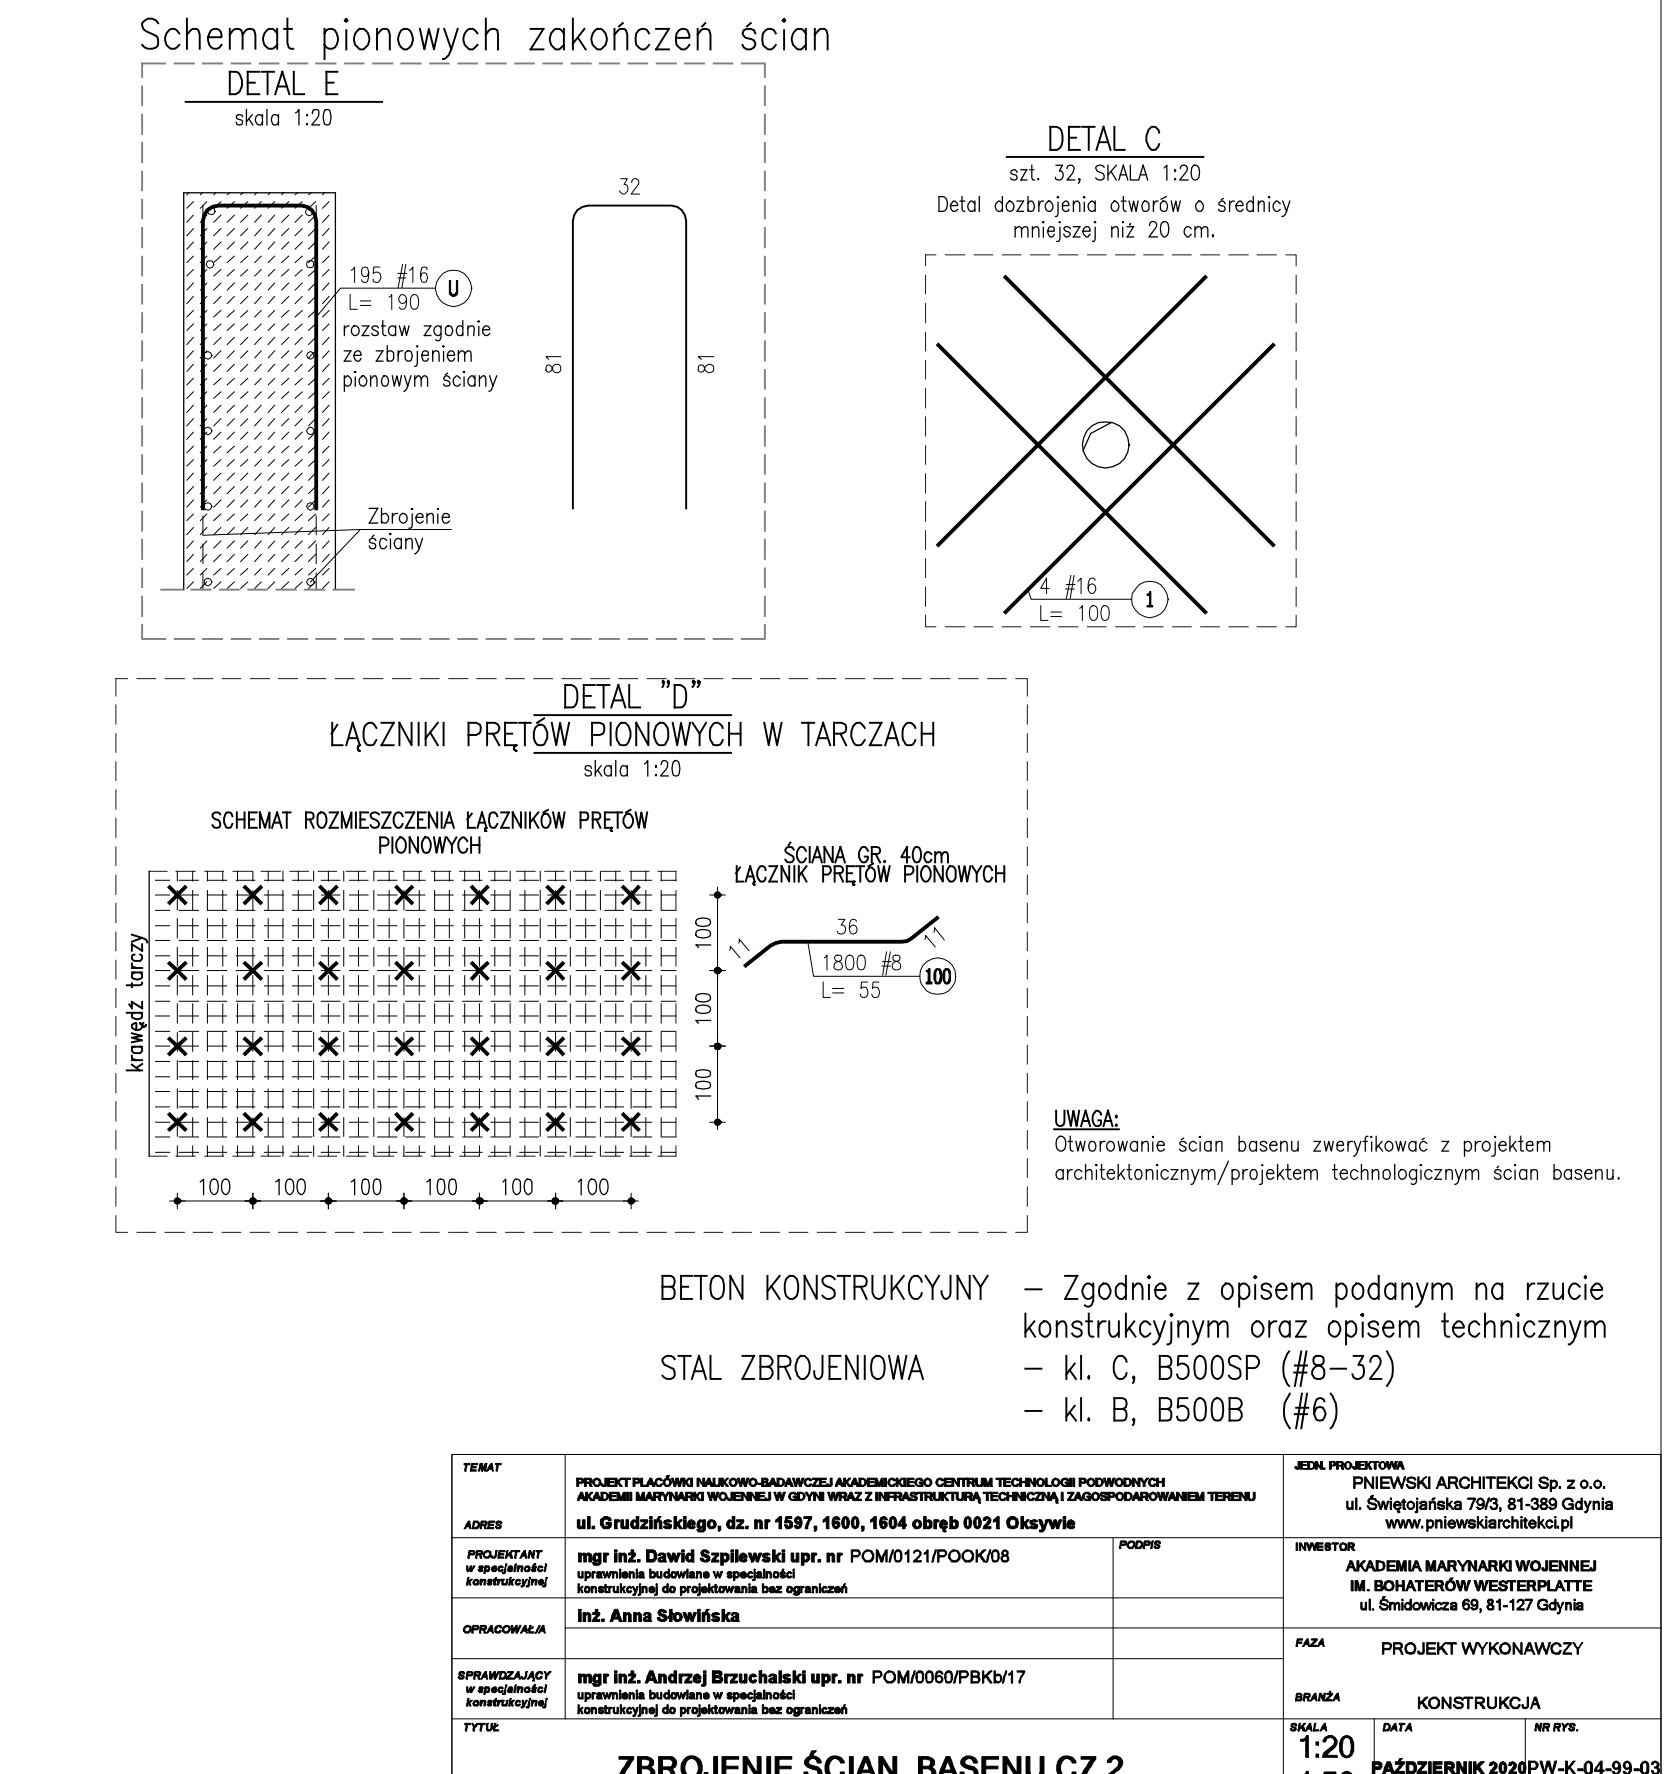 Schemat pionowych zakończeń ścian
DETAL E
skala 1:20
32
195 #16
U
L= 190
rozstaw zgodnie
ze zbrojeniem
pionowym ściany
81
81
Zbrojenie
ściany
DETAL C
szt. 32, SKALA 1:20
Detal dozbrojenia otworów o średnicy
mniejszej niż 20 cm.
4 #16
1
L= 100
DETAL "D"
ŁĄCZNIKI PRĘTÓW PIONOWYCH W TARCZACH
skala 1:20
SCHEMAT ROZMIESZCZENIA ŁĄCZNIKÓW PRĘTÓW
PIONOWYCH
krawędź tarczy
100
100
100
100 100 100 100 100 100
ŚCIANA GR. 40cm
ŁĄCZNIK PRĘTÓW PIONOWYCH
11
36
11
1800 #8
100
L= 55
UWAGA:
Otworowanie ścian basenu zweryfikować z projektem
architektonicznym/projektem technologicznym ścian basenu.
BETON KONSTRUKCYJNY – Zgodnie z opisem podanym na rzucie
konstrukcyjnym oraz opisem technicznym
STAL ZBROJENIOWA – kl. C, B500SP (#8–32)
– kl. B, B500B (#6)
TEMAT
PROJEKT PLACÓWKI NAUKOWO-BADAWCZEJ AKADEMICKIEGO CENTRUM TECHNOLOGII PODWODNYCH
AKADEMII MARYNARKI WOJENNEJ W GDYNI WRAZ Z INFRASTRUKTURĄ TECHNICZNĄ I ZAGOSPODAROWANIEM TERENU
ADRES
ul. Grudzińskiego, dz. nr 1597, 1600, 1604 obręb 0021 Oksywie
JEDN. PROJEKTOWA
PNIEWSKI ARCHITEKCI Sp. z o.o.
ul. Świętojańska 79/3, 81-389 Gdynia
www.pniewskiarchitekci.pl
PROJEKTANT
w specjalności
konstrukcyjnej
mgr inż. Dawid Szpilewski upr. nr POM/0121/POOK/08
uprawnienia budowlane w specjalności
konstrukcyjnej do projektowania bez ograniczeń
PODPIS
INWESTOR
AKADEMIA MARYNARKI WOJENNEJ
IM. BOHATERÓW WESTERPLATTE
ul. Śmidowicza 69, 81-127 Gdynia
OPRACOWAŁ/A
inż. Anna Słowińska
FAZA
PROJEKT WYKONAWCZY
SPRAWDZAJĄCY
w specjalności
konstrukcyjnej
mgr inż. Andrzej Brzuchalski upr. nr POM/0060/PBKb/17
uprawnienia budowlane w specjalności
konstrukcyjnej do projektowania bez ograniczeń
BRANŻA
KONSTRUKCJA
TYTUŁ
ZBROJENIE ŚCIAN BASENU CZ.2
SKALA
1:20
DATA
PAŹDZIERNIK 2020
NR RYS.
PW-K-04-99-03